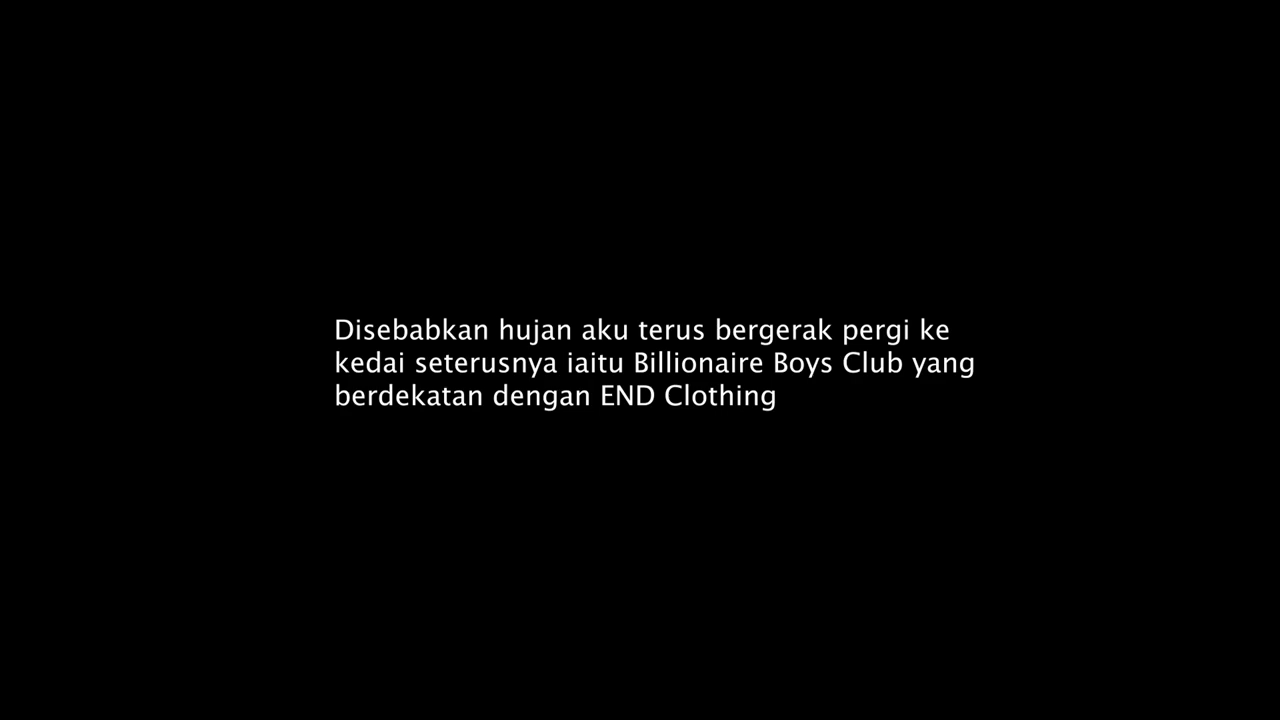 Disebabkan hujan aku terus bergerak pergi ke
kedai seterusnya iaitu Billionaire Boys Club yang
berdekatan dengan END Clothing